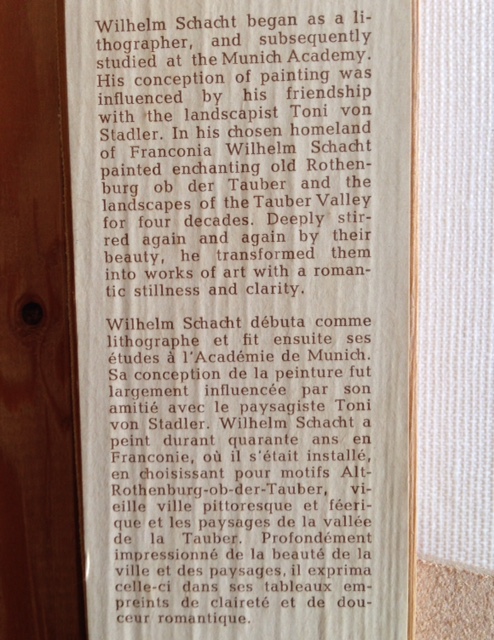 Wilhelm Schacht began as a li-
thographer, and subsequently
studied at the Munich Academy.
His conception of painting was
influenced by his friendship
with the landscapist Toni von
Stadler. In his chosen homeland
of Franconia Wilhelm Schacht
painted enchanting old Rothen-
burg ob der Tauber and the
landscapes of the Tauber Valley
for four decades. Deeply stir-
red again and again by their
beauty, he transformed them
into works of art with a roman-
tic stillness and clarity.
Wilhelm Schacht débuta comme
lithographe et fit ensuite ses
études à l'Académie de Munich.
Sa conception de la peinture fut
largement influencée par son
amitié avec le paysagiste Toni
von Stadler. Wilhelm Schacht a
peint durant quarante ans en
Franconie, où il s'était installé,
en choisissant pour motifs Alt-
Rothenburg-ob-der-Tauber, vi-
eille ville pittoresque et féeri-
que et les paysages de la vallée
de la Tauber. Profondément
impressionné de la beauté de la
ville et des paysages, il exprima
celle-ci dans ses tableaux em-
preints de claireté et de dou-
ceur romantique.